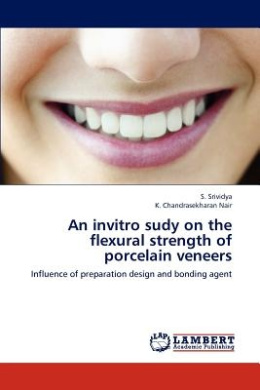 S. Srividya
K. Chandrasekharan Nair
An invitro sudy on the
flexural strength of
porcelain veneers
Influence of preparation design and bonding agent
LAP LAMBERT
Academic Publishing